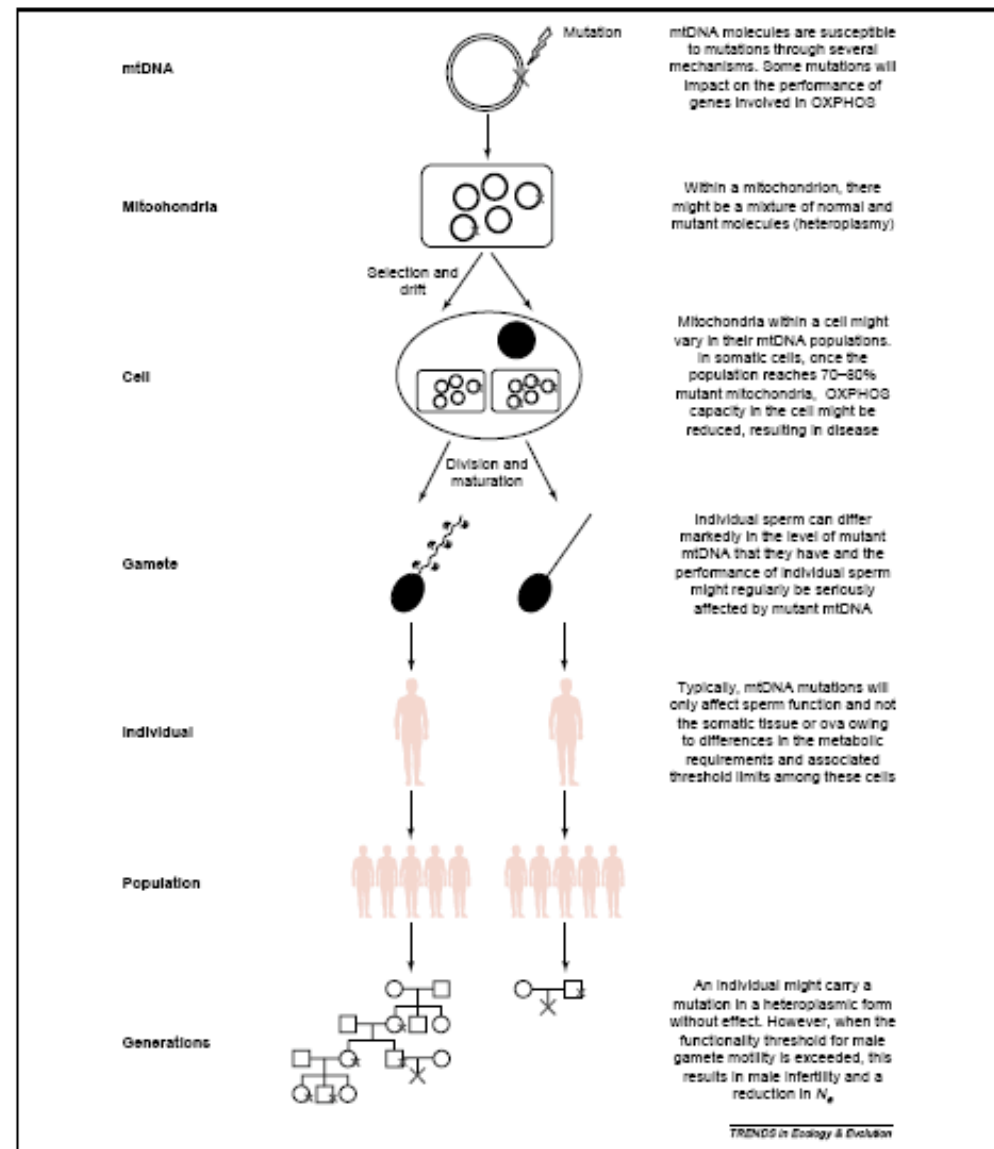 mtDNA
Mutation
mtDNA molecules are susceptible
to mutations through several
mechanisms. Some mutations will
impact on the performance of
genes involved in OXPHOS
Mitochondria
Within a mitochondrion, there
might be a mixture of normal and
mutant molecules (heteroplasmy)
Selection and
drift
Cell
Mitochondria within a cell might
vary in their mtDNA populations.
In somatic cells, once the
population reaches 70–80%
mutant mitochondria, OXPHOS
capacity in the cell might be
reduced, resulting in disease
Division and
maturation
Gamete
Individual sperm can differ
markedly in the level of mutant
mtDNA that they have and the
performance of individual sperm
might regularly be seriously
affected by mutant mtDNA
Individual
Typically, mtDNA mutations will
only affect sperm function and not
the somatic tissue or ova owing
to differences in the metabolic
requirements and associated
threshold limits among these cells
Population
Generations
An individual might carry a
mutation in a heteroplasmic form
without effect. However, when the
functionality threshold for male
gamete motility is exceeded, this
results in male infertility and a
reduction in Ne
TRENDS in Ecology & Evolution